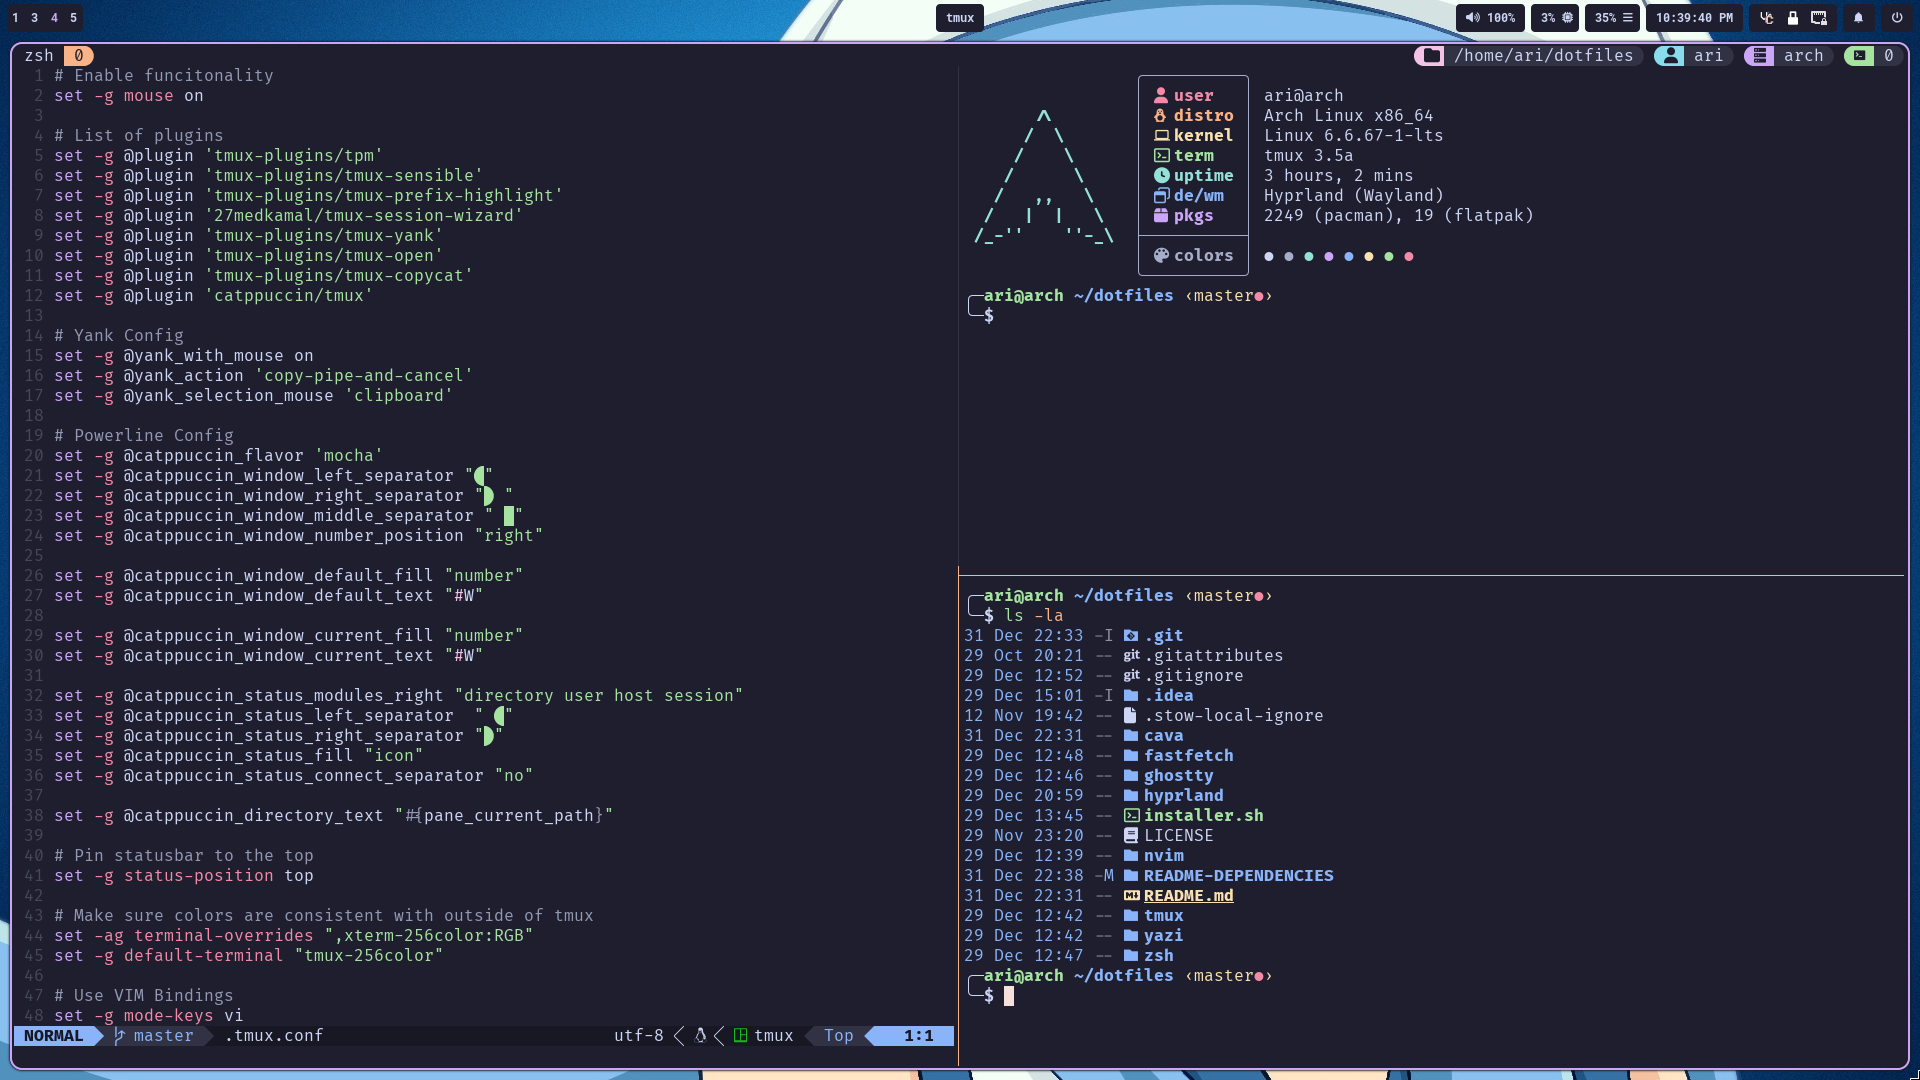 1 3 4 5
tmux
100% 3% 35% 10:39:40 PM
zsh 0
/home/ari/dotfiles ari arch 0
1 # Enable funcitonality
2 set -g mouse on
3
4 # List of plugins
5 set -g @plugin 'tmux-plugins/tpm'
6 set -g @plugin 'tmux-plugins/tmux-sensible'
7 set -g @plugin 'tmux-plugins/tmux-prefix-highlight'
8 set -g @plugin '27medkamal/tmux-session-wizard'
9 set -g @plugin 'tmux-plugins/tmux-yank'
10 set -g @plugin 'tmux-plugins/tmux-open'
11 set -g @plugin 'tmux-plugins/tmux-copycat'
12 set -g @plugin 'catppuccin/tmux'
13
14 # Yank Config
15 set -g @yank_with_mouse on
16 set -g @yank_action 'copy-pipe-and-cancel'
17 set -g @yank_selection_mouse 'clipboard'
18
19 # Powerline Config
20 set -g @catppuccin_flavor 'mocha'
21 set -g @catppuccin_window_left_separator ""
22 set -g @catppuccin_window_right_separator " "
23 set -g @catppuccin_window_middle_separator " █"
24 set -g @catppuccin_window_number_position "right"
25
26 set -g @catppuccin_window_default_fill "number"
27 set -g @catppuccin_window_default_text "#W"
28
29 set -g @catppuccin_window_current_fill "number"
30 set -g @catppuccin_window_current_text "#W"
31
32 set -g @catppuccin_status_modules_right "directory user host session"
33 set -g @catppuccin_status_left_separator  " "
34 set -g @catppuccin_status_right_separator ""
35 set -g @catppuccin_status_fill "icon"
36 set -g @catppuccin_status_connect_separator "no"
37
38 set -g @catppuccin_directory_text "#{pane_current_path}"
39
40 # Pin statusbar to the top
41 set -g status-position top
42
43 # Make sure colors are consistent with outside of tmux
44 set -ag terminal-overrides ",xterm-256color:RGB"
45 set -g default-terminal "tmux-256color"
46
47 # Use VIM Bindings
48 set -g mode-keys vi
NORMAL master .tmux.conf utf-8 tmux Top 1:1
user ari@arch
distro Arch Linux x86_64
kernel Linux 6.6.67-1-lts
term tmux 3.5a
uptime 3 hours, 2 mins
de/wm Hyprland (Wayland)
pkgs 2249 (pacman), 19 (flatpak)
colors ● ● ● ● ● ● ● ●
╭─ari@arch ~/dotfiles ‹master●›
╰─$
╭─ari@arch ~/dotfiles ‹master●›
╰─$ ls -la
31 Dec 22:33 -I .git
29 Oct 20:21 -- .gitattributes
29 Dec 12:52 -- .gitignore
29 Dec 15:01 -I .idea
12 Nov 19:42 -- .stow-local-ignore
31 Dec 22:31 -- cava
29 Dec 12:48 -- fastfetch
29 Dec 12:46 -- ghostty
29 Dec 20:59 -- hyprland
29 Dec 13:45 -- installer.sh
29 Nov 23:20 -- LICENSE
29 Dec 12:39 -- nvim
31 Dec 22:38 -M README-DEPENDENCIES
31 Dec 22:31 -- README.md
29 Dec 12:42 -- tmux
29 Dec 12:42 -- yazi
29 Dec 12:47 -- zsh
╭─ari@arch ~/dotfiles ‹master●›
╰─$